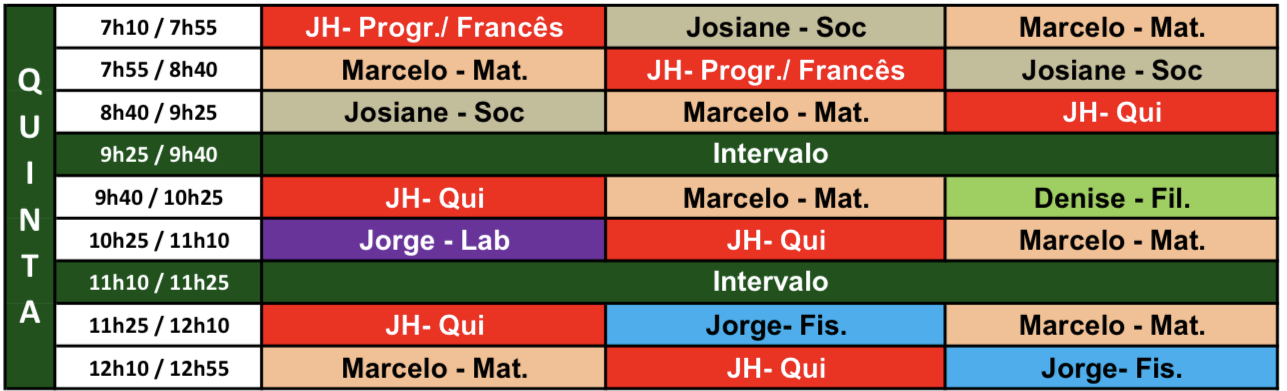 QUINTA
7h10 / 7h55 JH- Progr./ Francês Josiane - Soc Marcelo - Mat.
7h55 / 8h40 Marcelo - Mat. JH- Progr./ Francês Josiane - Soc
8h40 / 9h25 Josiane - Soc Marcelo - Mat. JH- Qui
9h25 / 9h40 Intervalo
9h40 / 10h25 JH- Qui Marcelo - Mat. Denise - Fil.
10h25 / 11h10 Jorge - Lab JH- Qui Marcelo - Mat.
11h10 / 11h25 Intervalo
11h25 / 12h10 JH- Qui Jorge- Fis. Marcelo - Mat.
12h10 / 12h55 Marcelo - Mat. JH- Qui Jorge- Fis.